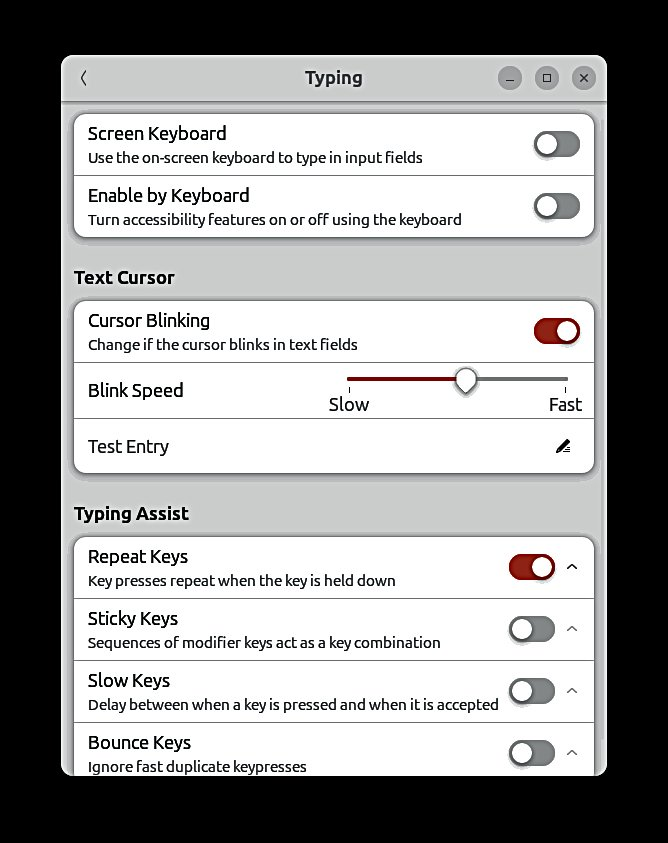 Typing
Screen Keyboard
Use the on-screen keyboard to type in input fields
Enable by Keyboard
Turn accessibility features on or off using the keyboard
Text Cursor
Cursor Blinking
Change if the cursor blinks in text fields
Blink Speed
Slow
Fast
Test Entry
Typing Assist
Repeat Keys
Key presses repeat when the key is held down
Sticky Keys
Sequences of modifier keys act as a key combination
Slow Keys
Delay between when a key is pressed and when it is accepted
Bounce Keys
Ignore fast duplicate keypresses